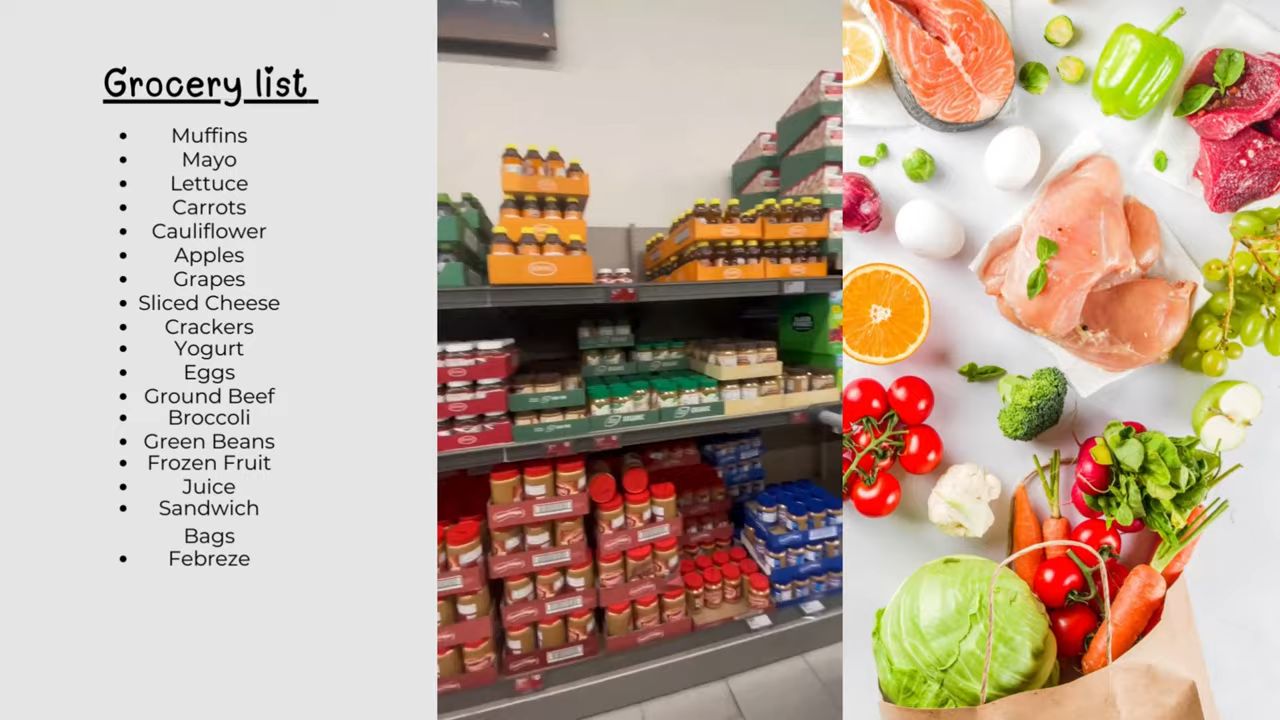 Grocery list
Muffins
Mayo
Lettuce
Carrots
Cauliflower
Apples
Grapes
Sliced Cheese
Crackers
Yogurt
Eggs
Ground Beef
Broccoli
Green Beans
Frozen Fruit
Juice
Sandwich
Bags
Febreze